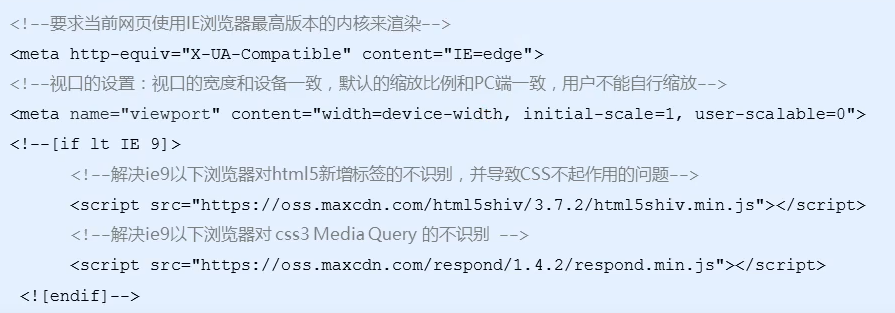 <!--要求当前网页使用IE浏览器最高版本的内核来渲染-->
<meta http-equiv="X-UA-Compatible" content="IE=edge">
<!--视口的设置：视口的宽度和设备一致，默认的缩放比例和PC端一致，用户不能自行缩放-->
<meta name="viewport" content="width=device-width, initial-scale=1, user-scalable=0">
<!--[if lt IE 9]>
<!--解决ie9以下浏览器对html5新增标签的不识别，并导致CSS不起作用的问题-->
<script src="https://oss.maxcdn.com/html5shiv/3.7.2/html5shiv.min.js"></script>
<!--解决ie9以下浏览器对 css3 Media Query 的不识别 -->
<script src="https://oss.maxcdn.com/respond/1.4.2/respond.min.js"></script>
<![endif]-->